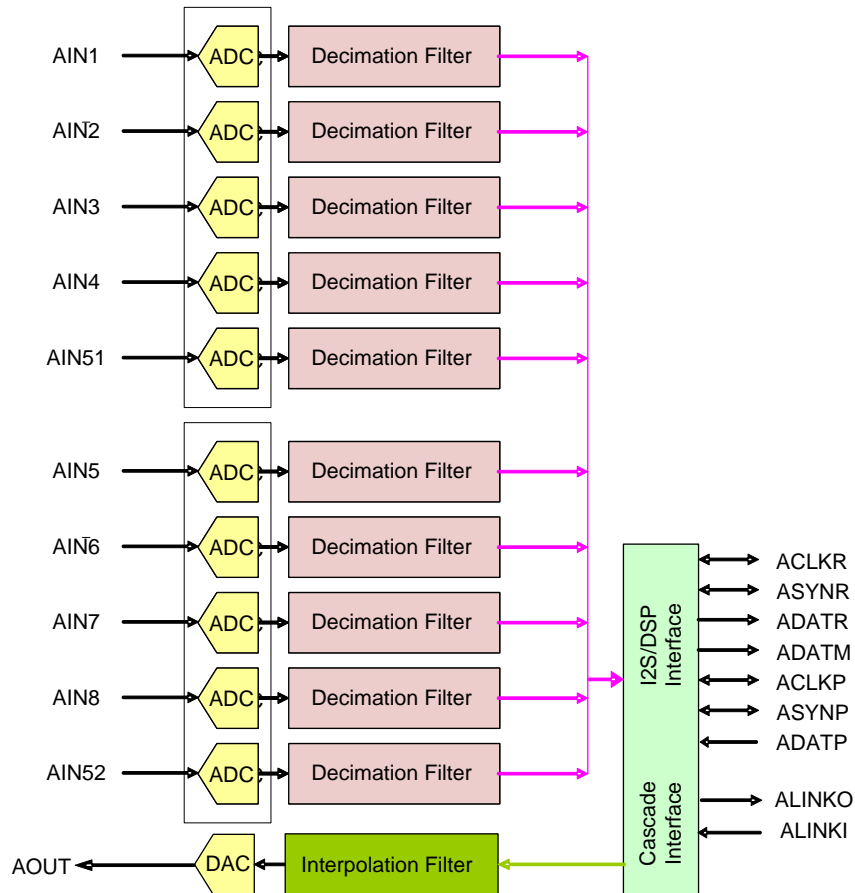 AIN1 ADC Decimation Filter
AIN2 ADC Decimation Filter
AIN3 ADC Decimation Filter
AIN4 ADC Decimation Filter
AIN51 ADC Decimation Filter
AIN5 ADC Decimation Filter
AIN6 ADC Decimation Filter
AIN7 ADC Decimation Filter
AIN8 ADC Decimation Filter
AIN52 ADC Decimation Filter
AOUT DAC Interpolation Filter
I2S/DSP
Interface
Cascade
Interface
ACLKR
ASYNR
ADATR
ADATM
ACLKP
ASYNP
ADATP
ALINKO
ALINKI